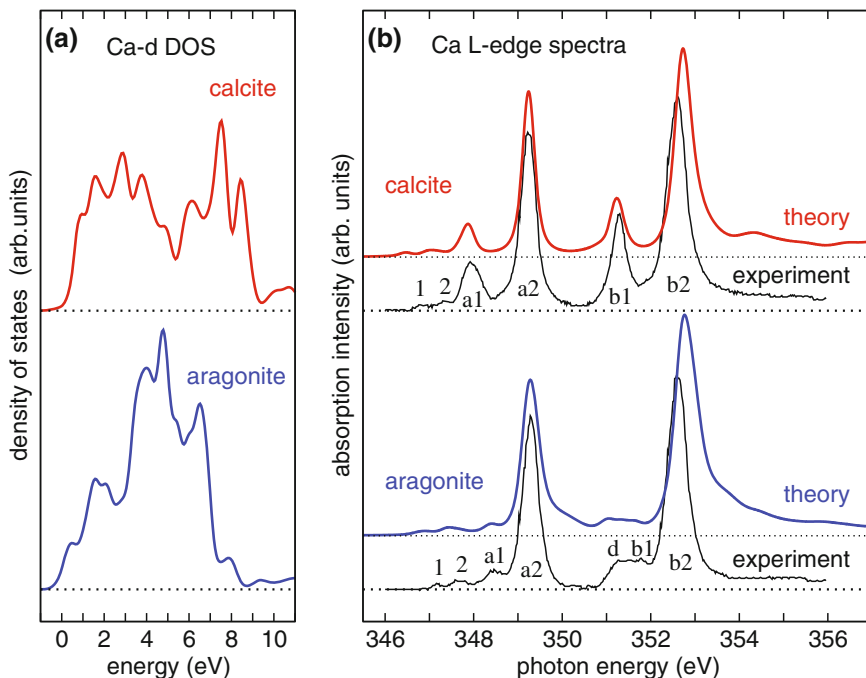 (a)
Ca-d DOS
calcite
aragonite
density of states (arb.units)
0 2 4 6 8 10
energy (eV)
(b)
Ca L-edge spectra
calcite
theory
experiment
1 2 a1 a2 b1 b2
aragonite
theory
experiment
1 2 a1 a2 d b1 b2
absorption intensity (arb. units)
346 348 350 352 354 356
photon energy (eV)